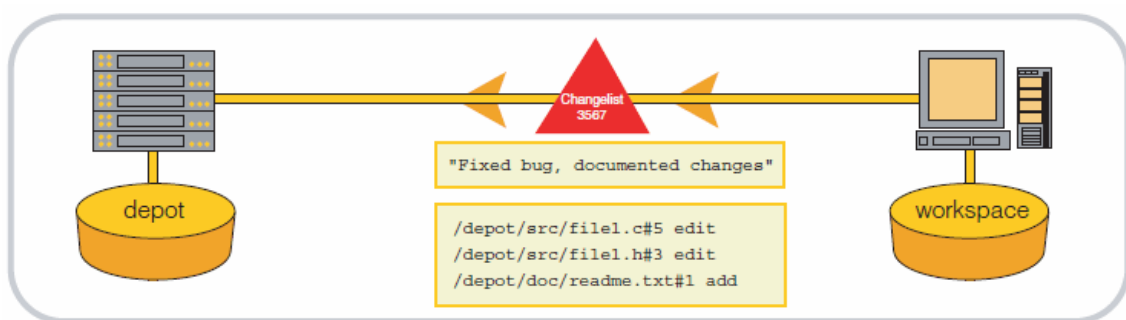 Changelist
3567
"Fixed bug, documented changes"
depot
workspace
/depot/src/file1.c#5 edit
/depot/src/file1.h#3 edit
/depot/doc/readme.txt#1 add